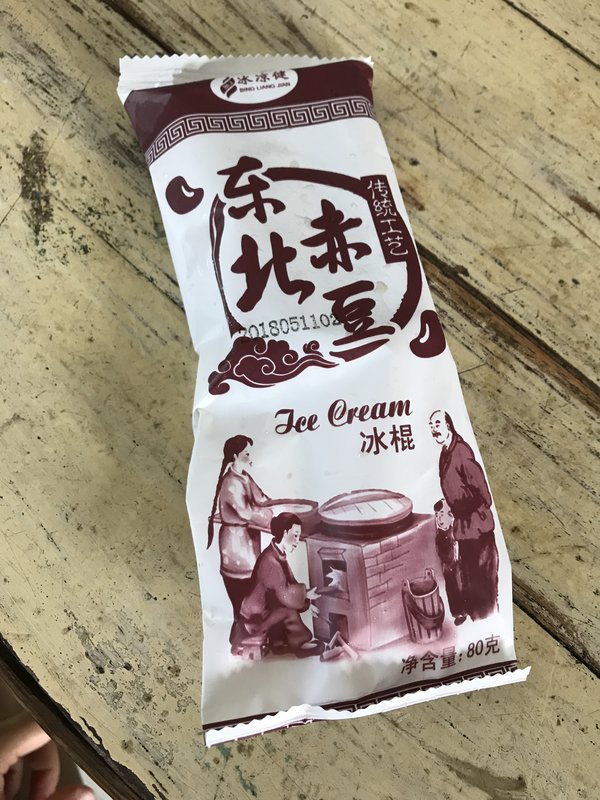 冰凉健
BING LIANG JIAN
东北
赤豆
传统工艺
2018051102
Ice Cream
冰棍
净含量:80克